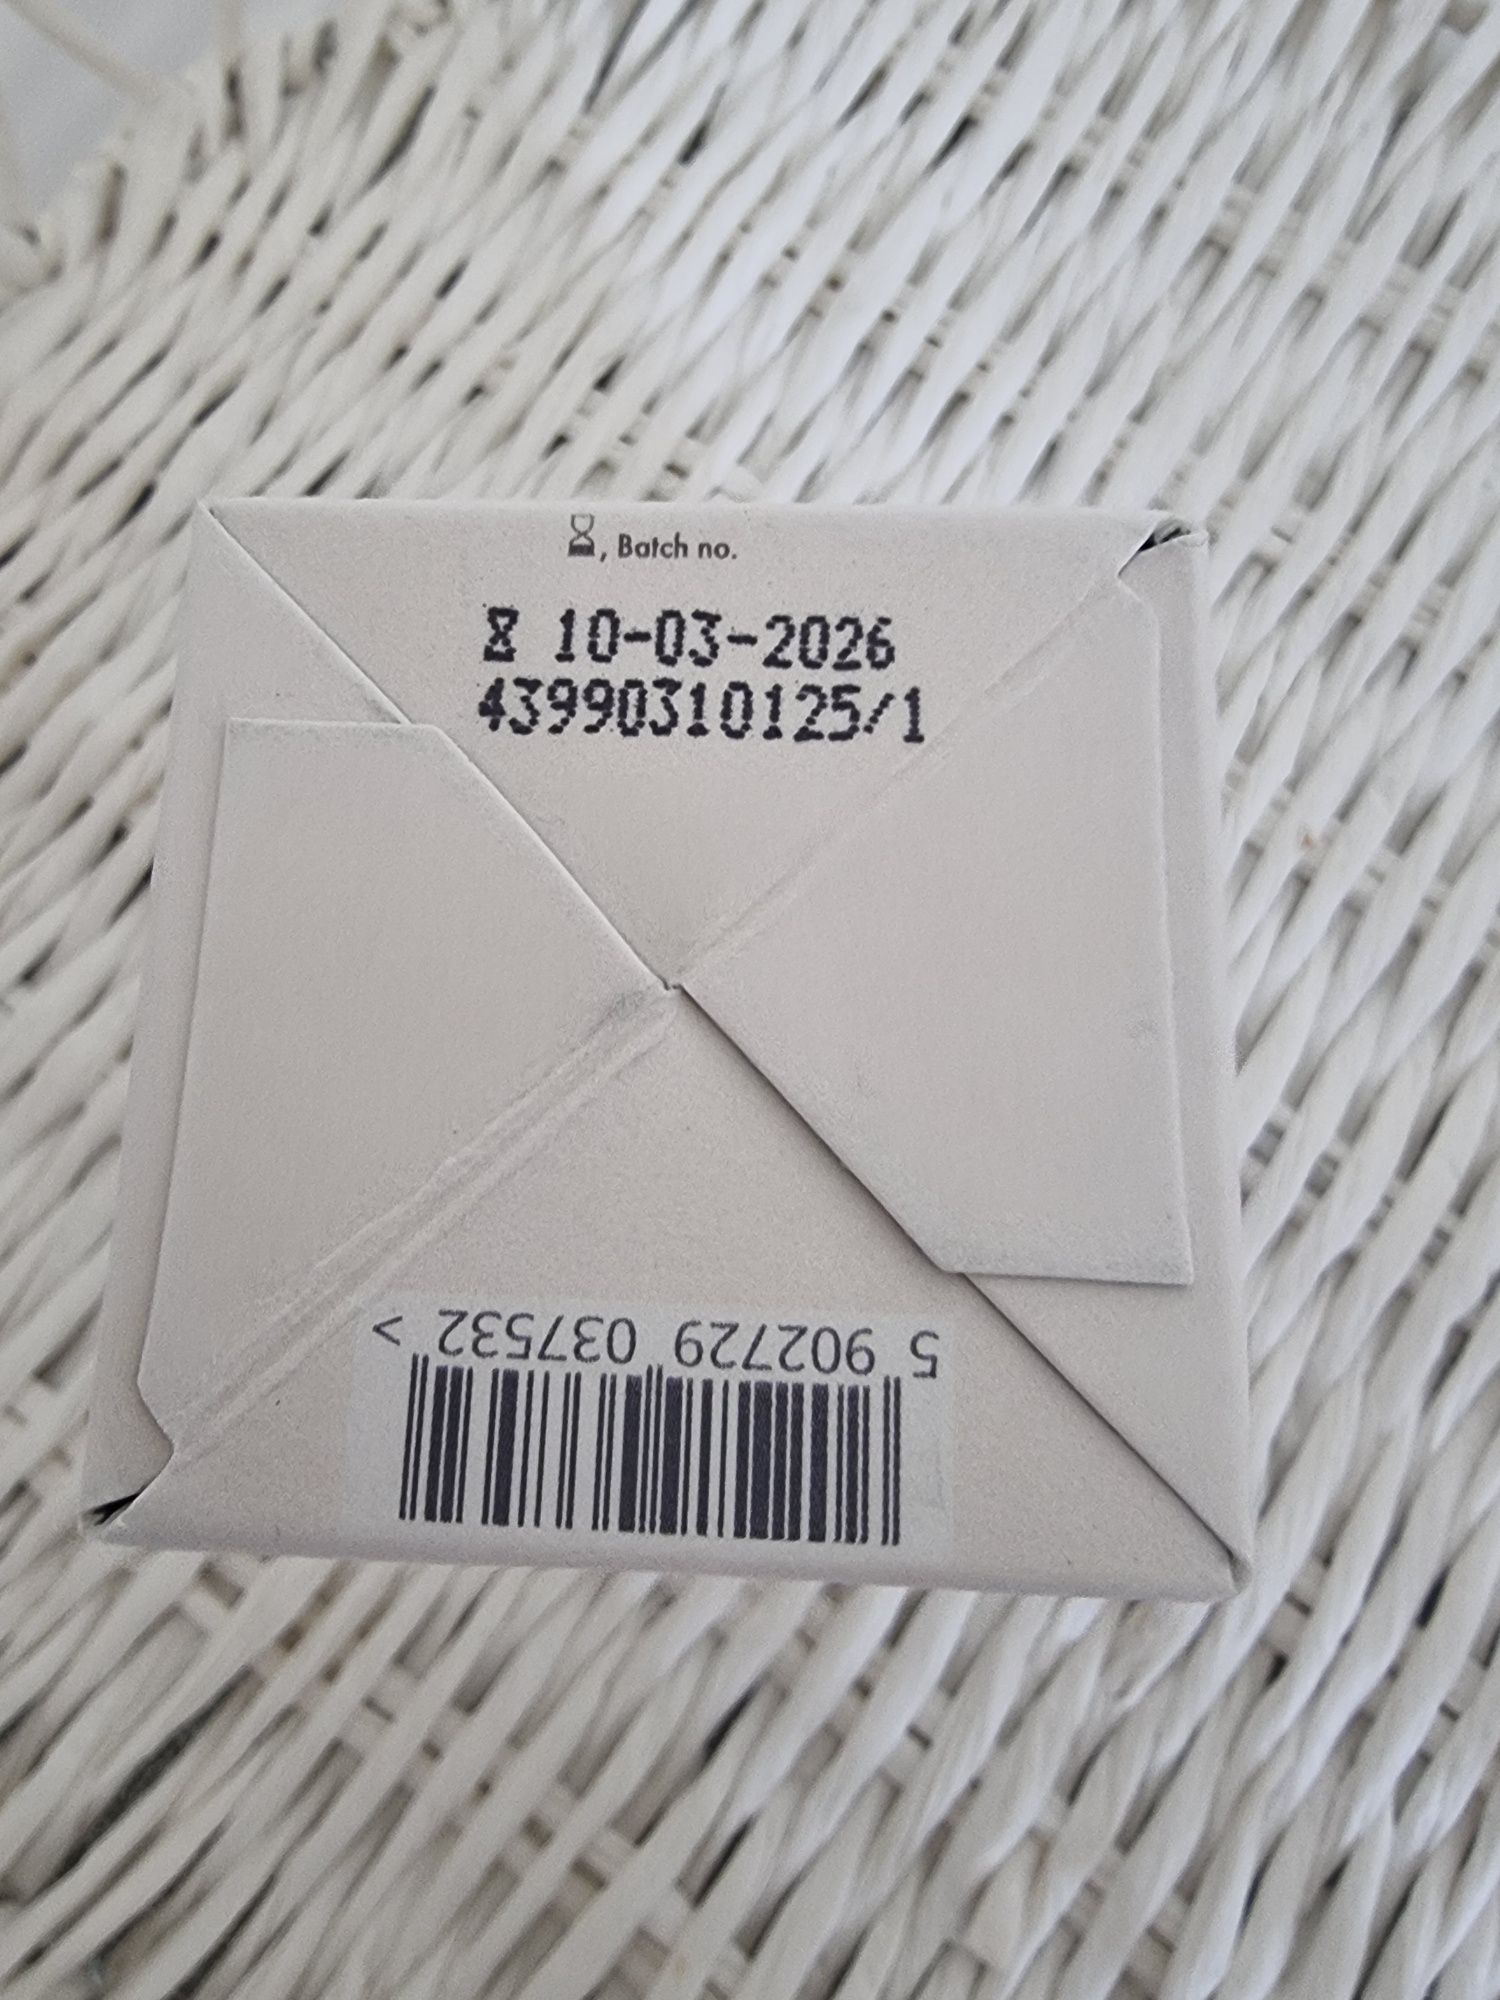 ⌛, Batch no.
⌛ 10-03-2026
43990310125/1
5 902729 037532 >